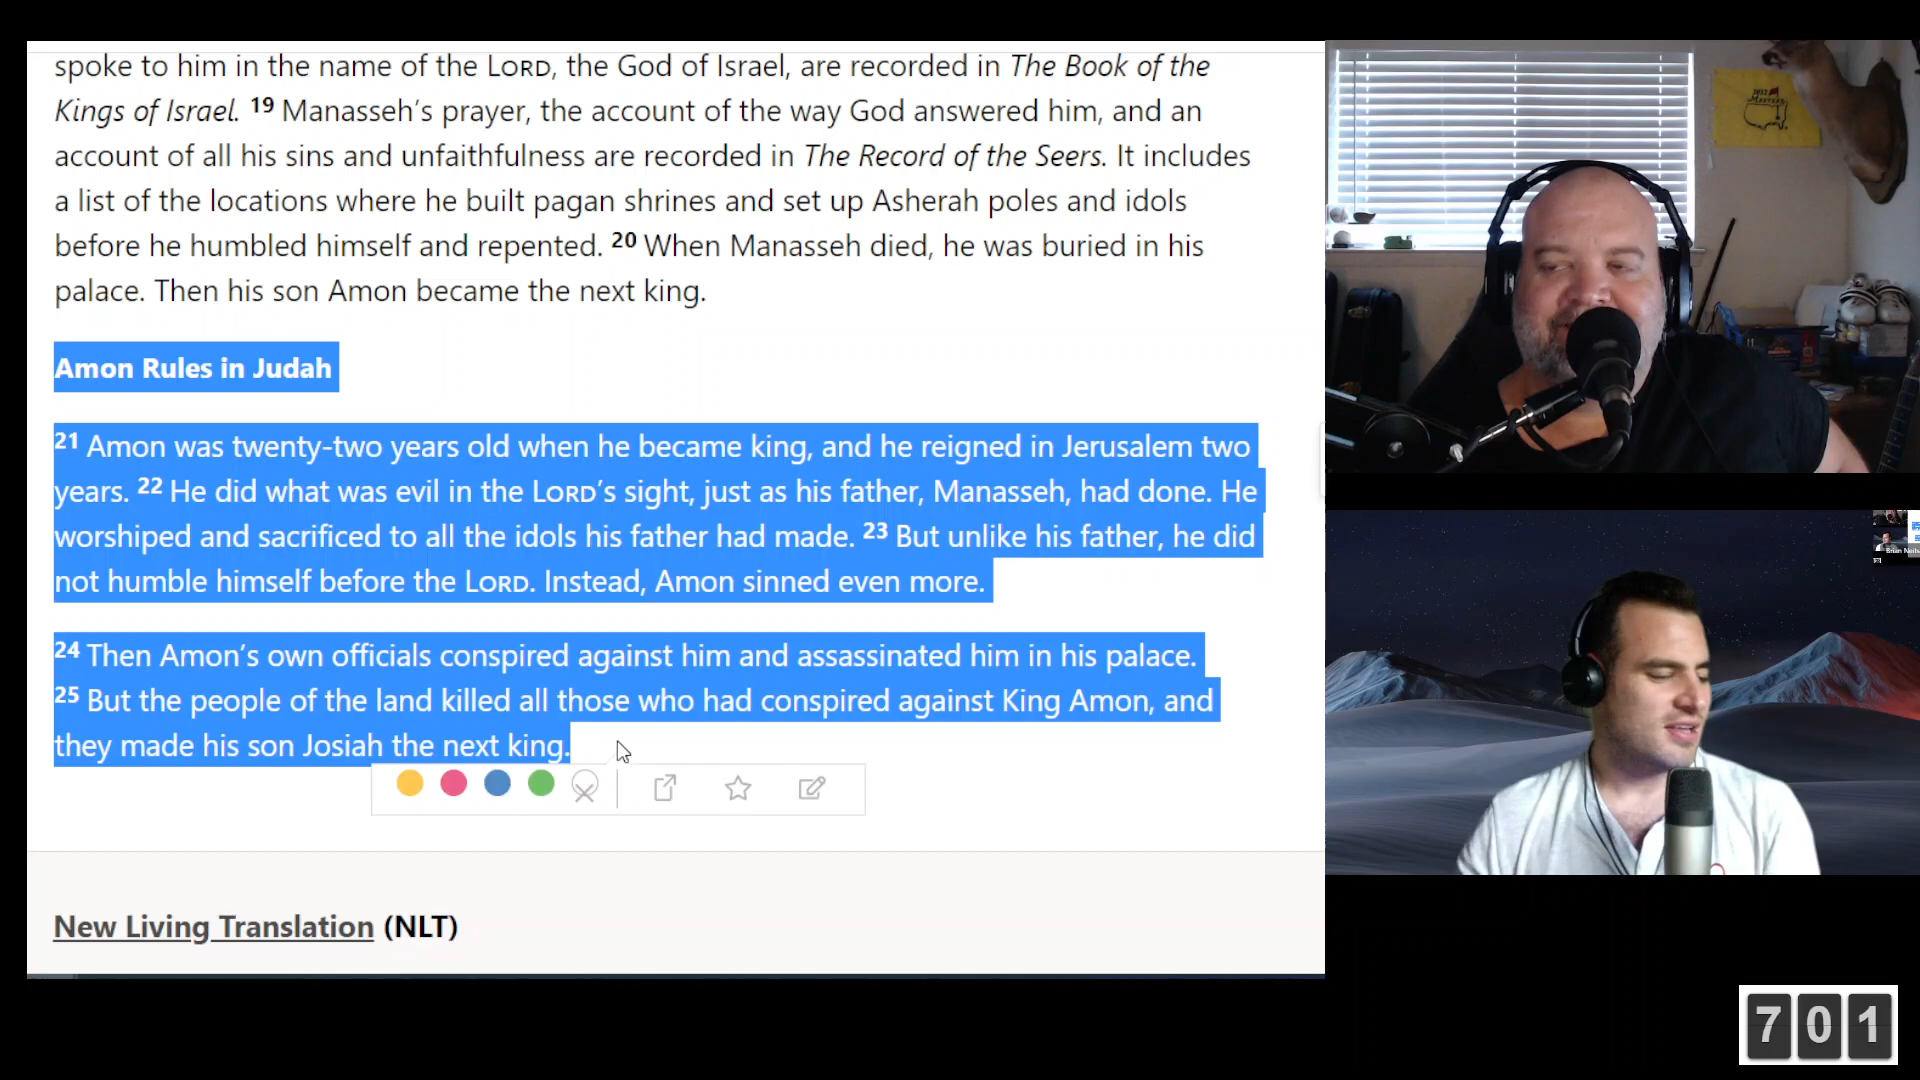 spoke to him in the name of the LORD, the God of Israel, are recorded in The Book of the
Kings of Israel. 19 Manasseh’s prayer, the account of the way God answered him, and an
account of all his sins and unfaithfulness are recorded in The Record of the Seers. It includes
a list of the locations where he built pagan shrines and set up Asherah poles and idols
before he humbled himself and repented. 20 When Manasseh died, he was buried in his
palace. Then his son Amon became the next king.
Amon Rules in Judah
21 Amon was twenty-two years old when he became king, and he reigned in Jerusalem two
years. 22 He did what was evil in the LORD’s sight, just as his father, Manasseh, had done. He
worshiped and sacrificed to all the idols his father had made. 23 But unlike his father, he did
not humble himself before the LORD. Instead, Amon sinned even more.
24 Then Amon’s own officials conspired against him and assassinated him in his palace.
25 But the people of the land killed all those who had conspired against King Amon, and
they made his son Josiah the next king.
New Living Translation (NLT)
Masters
701